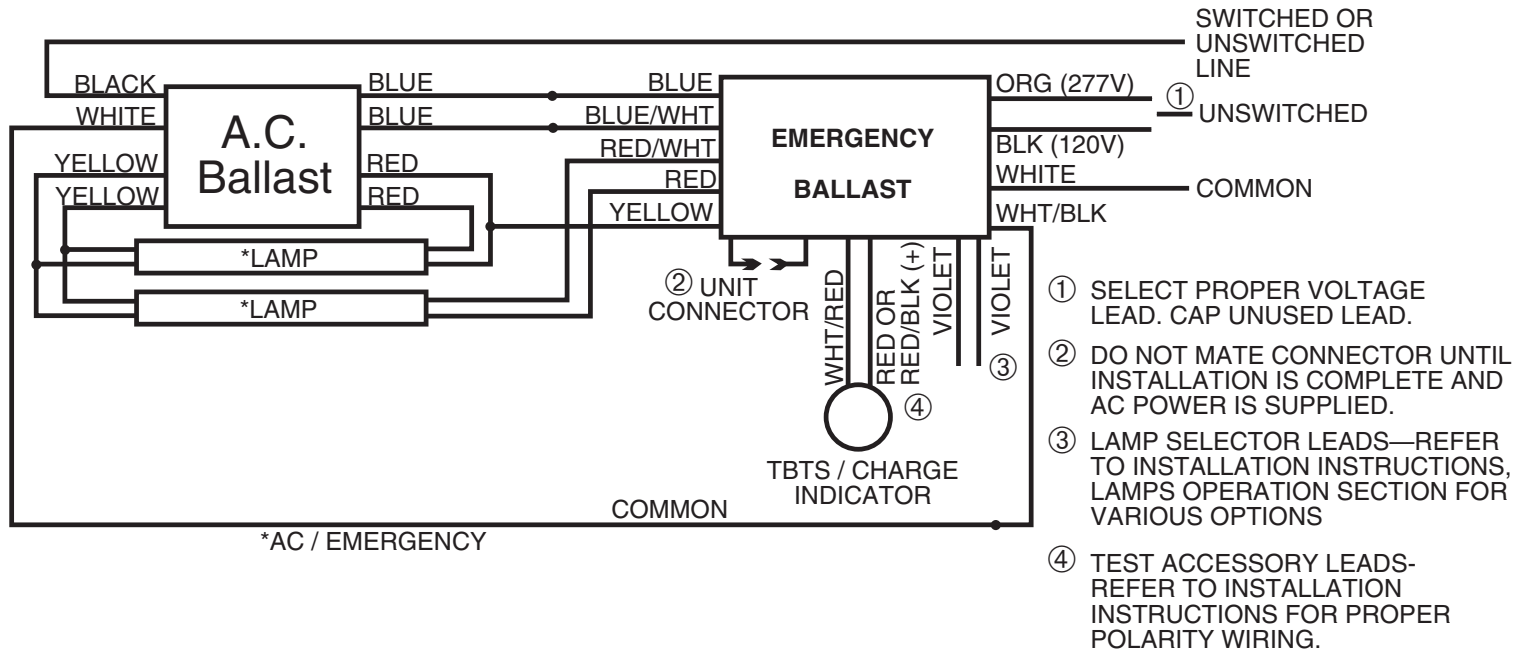 SWITCHED OR
UNSWITCHED
LINE
BLACK
WHITE
YELLOW
YELLOW
A.C.
Ballast
BLUE
BLUE
RED
RED
BLUE
BLUE/WHT
RED/WHT
RED
YELLOW
EMERGENCY
BALLAST
ORG (277V)
① UNSWITCHED
BLK (120V)
WHITE
COMMON
WHT/BLK
*LAMP
*LAMP
② UNIT
CONNECTOR
WHT/RED
RED OR
RED/BLK (+)
VIOLET
VIOLET
③
④
TBTS / CHARGE
INDICATOR
COMMON
*AC / EMERGENCY
① SELECT PROPER VOLTAGE
LEAD. CAP UNUSED LEAD.
② DO NOT MATE CONNECTOR UNTIL
INSTALLATION IS COMPLETE AND
AC POWER IS SUPPLIED.
③ LAMP SELECTOR LEADS—REFER
TO INSTALLATION INSTRUCTIONS,
LAMPS OPERATION SECTION FOR
VARIOUS OPTIONS
④ TEST ACCESSORY LEADS-
REFER TO INSTALLATION
INSTRUCTIONS FOR PROPER
POLARITY WIRING.